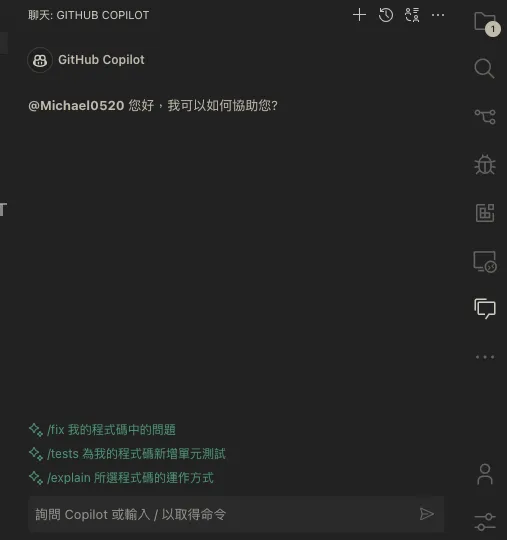 聊天: GITHUB COPILOT
1
GitHub Copilot
@Michael0520 您好，我可以如何協助您?
T
/fix 我的程式碼中的問題
/tests 為我的程式碼新增單元測試
/explain 所選程式碼的運作方式
詢問 Copilot 或輸入 / 以取得命令